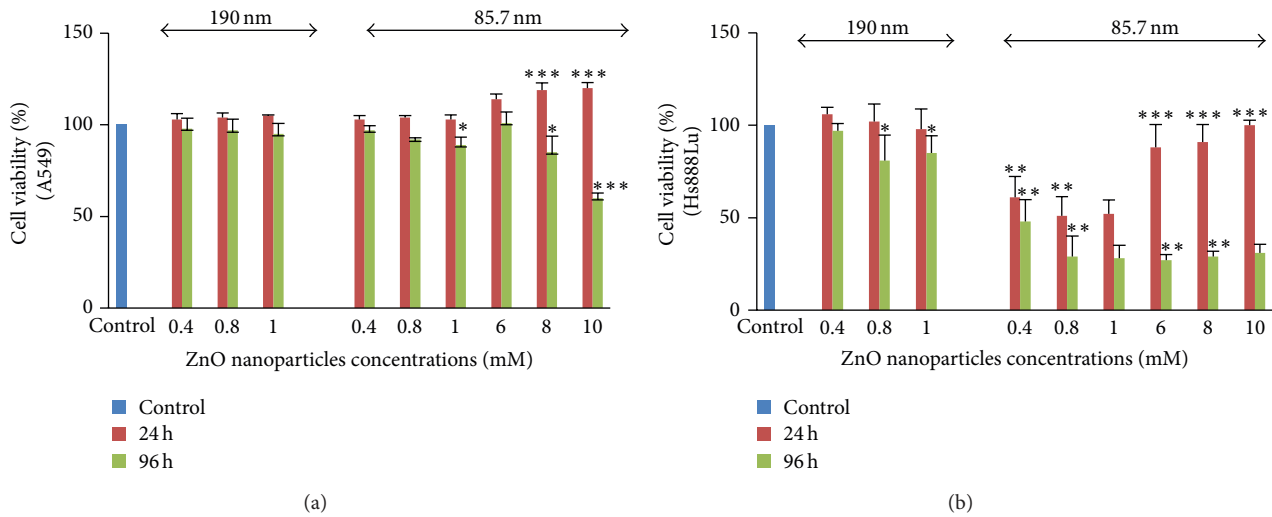 190 nm
85.7 nm
150
100
50
0
Cell viability (%)
(A549)
***
***
*
*
***
Control
0.4
0.8
1
0.4
0.8
1
6
8
10
ZnO nanoparticles concentrations (mM)
Control
24 h
96 h
(a)
190 nm
85.7 nm
150
100
50
0
Cell viability (%)
(Hs888Lu)
*
*
**
**
**
**
***
**
***
**
***
Control
0.4
0.8
1
0.4
0.8
1
6
8
10
ZnO nanoparticles concentrations (mM)
Control
24 h
96 h
(b)